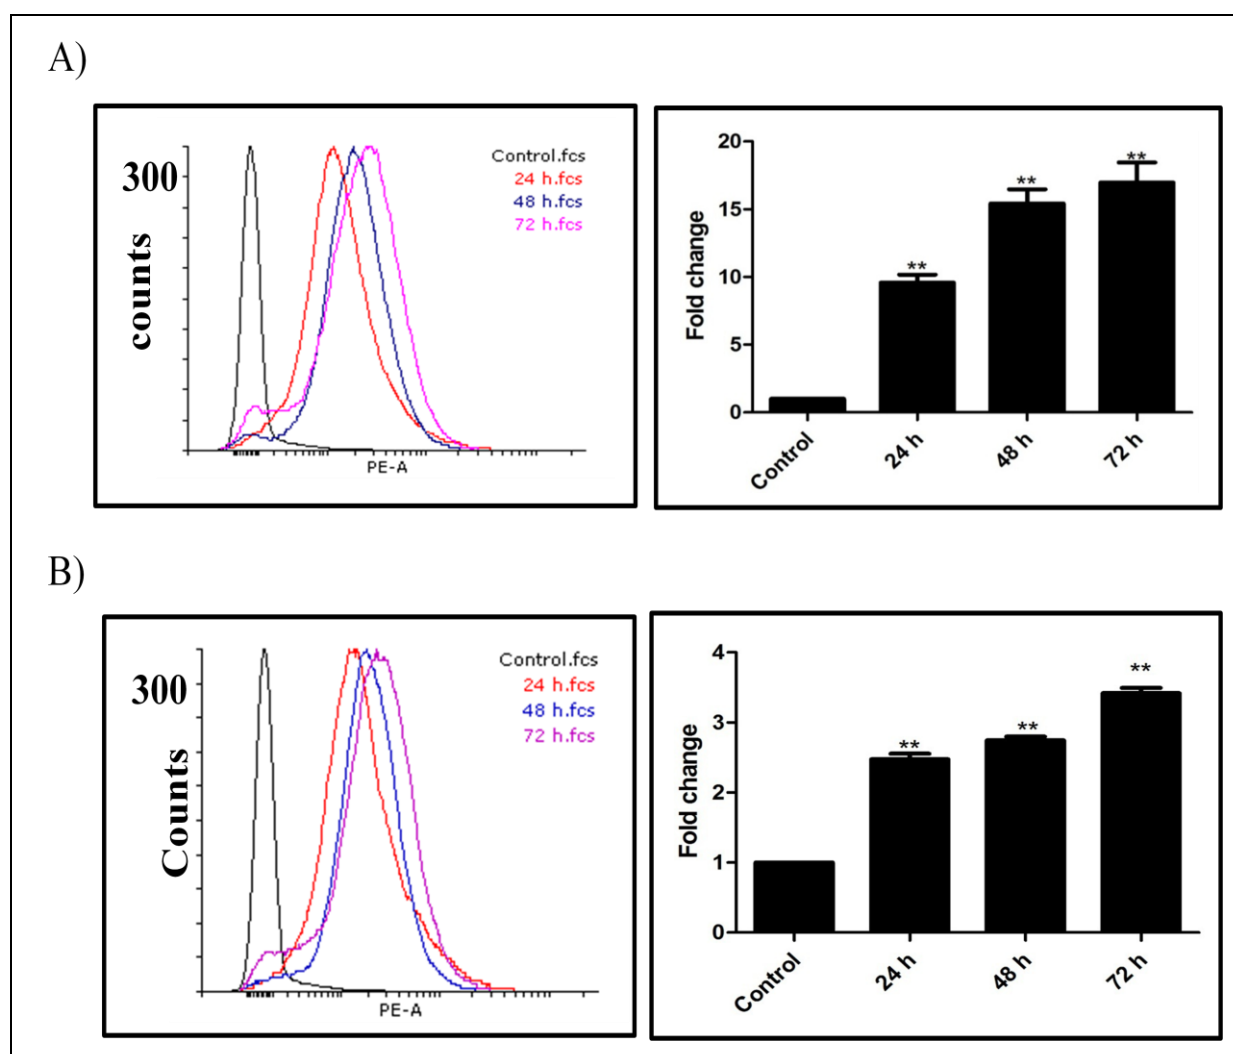 A)
300
counts
Control.fcs
24 h.fcs
48 h.fcs
72 h.fcs
PE-A
20
15
10
5
0
Fold change
**
**
**
Control
24 h
48 h
72 h
B)
300
Counts
Control.fcs
24 h.fcs
48 h.fcs
72 h.fcs
PE-A
4
3
2
1
0
Fold change
**
**
**
Control
24 h
48 h
72 h